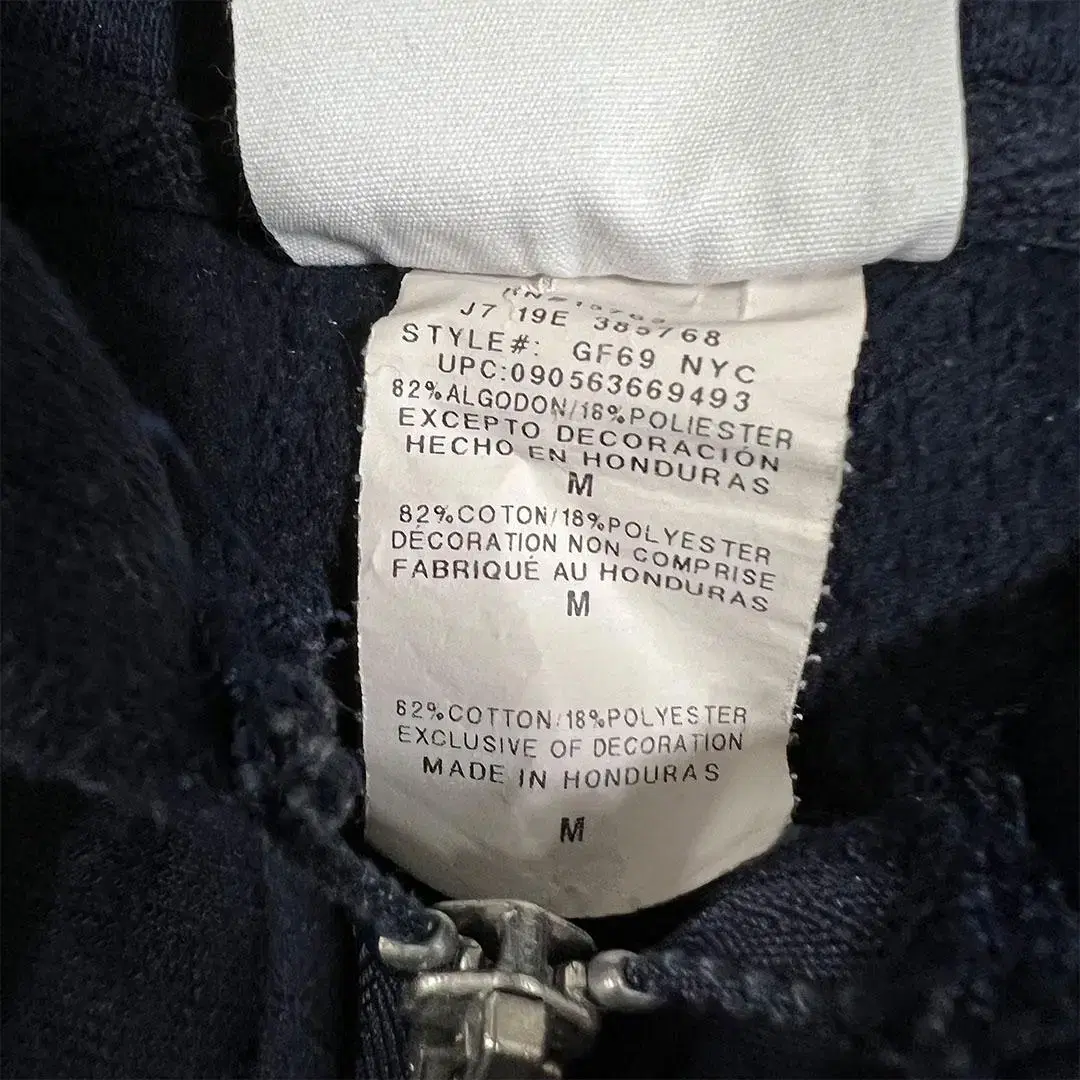 J7 19E 385768
STYLE#: GF69 NYC
UPC:090563669493
82%ALGODON/18%POLIESTER
EXCEPTO DECORACIÓN
HECHO EN HONDURAS
M
82%COTON/18%POLYESTER
DÉCORATION NON COMPRISE
FABRIQUÉ AU HONDURAS
M
82%COTTON/18%POLYESTER
EXCLUSIVE OF DECORATION
MADE IN HONDURAS
M